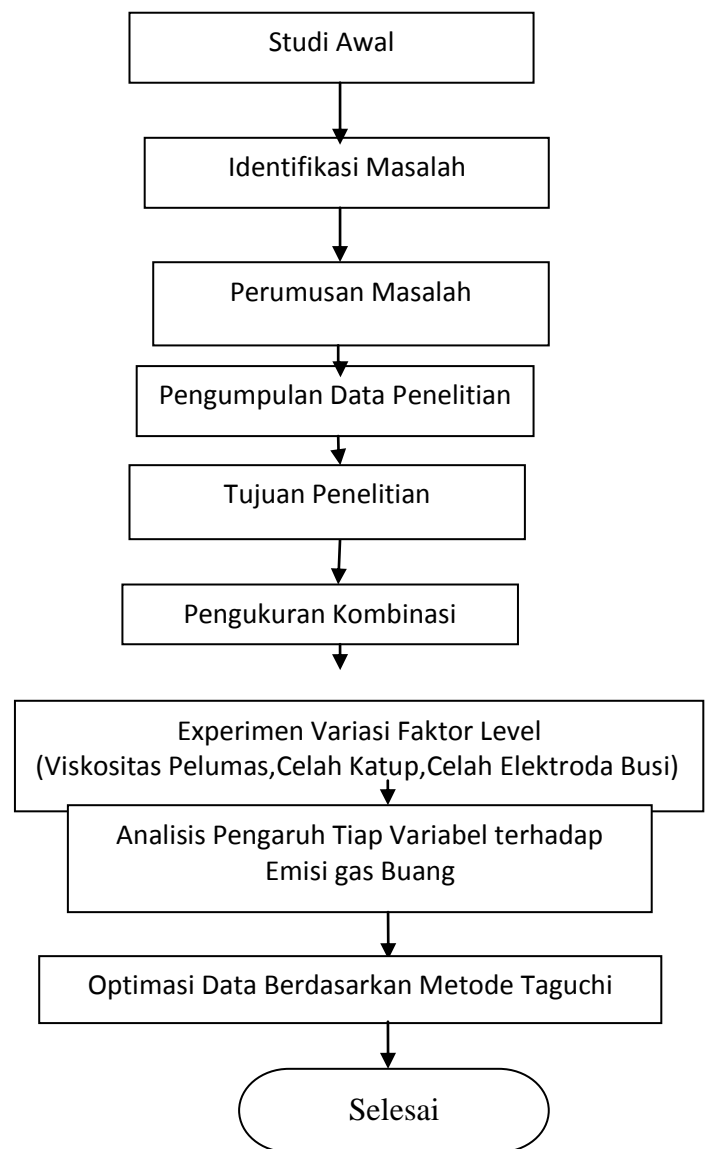 Studi Awal
Identifikasi Masalah
Perumusan Masalah
Pengumpulan Data Penelitian
Tujuan Penelitian
Pengukuran Kombinasi
Experimen Variasi Faktor Level
(Viskositas Pelumas,Celah Katup,Celah Elektroda Busi)
Analisis Pengaruh Tiap Variabel terhadap
Emisi gas Buang
Optimasi Data Berdasarkan Metode Taguchi
Selesai